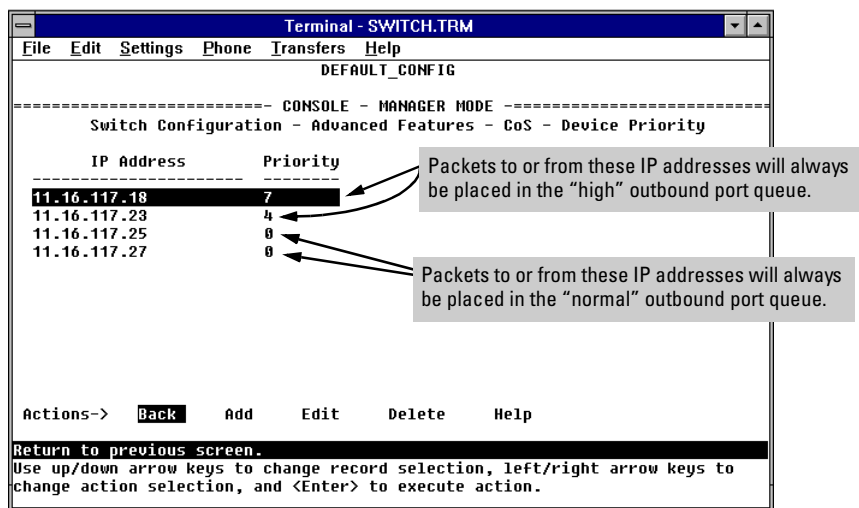 Terminal - SWITCH.TRM
File Edit Settings Phone Transfers Help
DEFAULT_CONFIG
==========================- CONSOLE - MANAGER MODE -===========================
Switch Configuration - Advanced Features - CoS - Device Priority
IP Address Priority
---------------------- ---------
11.16.117.18 7
11.16.117.23 4
11.16.117.25 0
11.16.117.27 0
Packets to or from these IP addresses will always
be placed in the “high” outbound port queue.
Packets to or from these IP addresses will always
be placed in the “normal” outbound port queue.
Actions-> Back Add Edit Delete Help
Return to previous screen.
Use up/down arrow keys to change record selection, left/right arrow keys to
change action selection, and <Enter> to execute action.